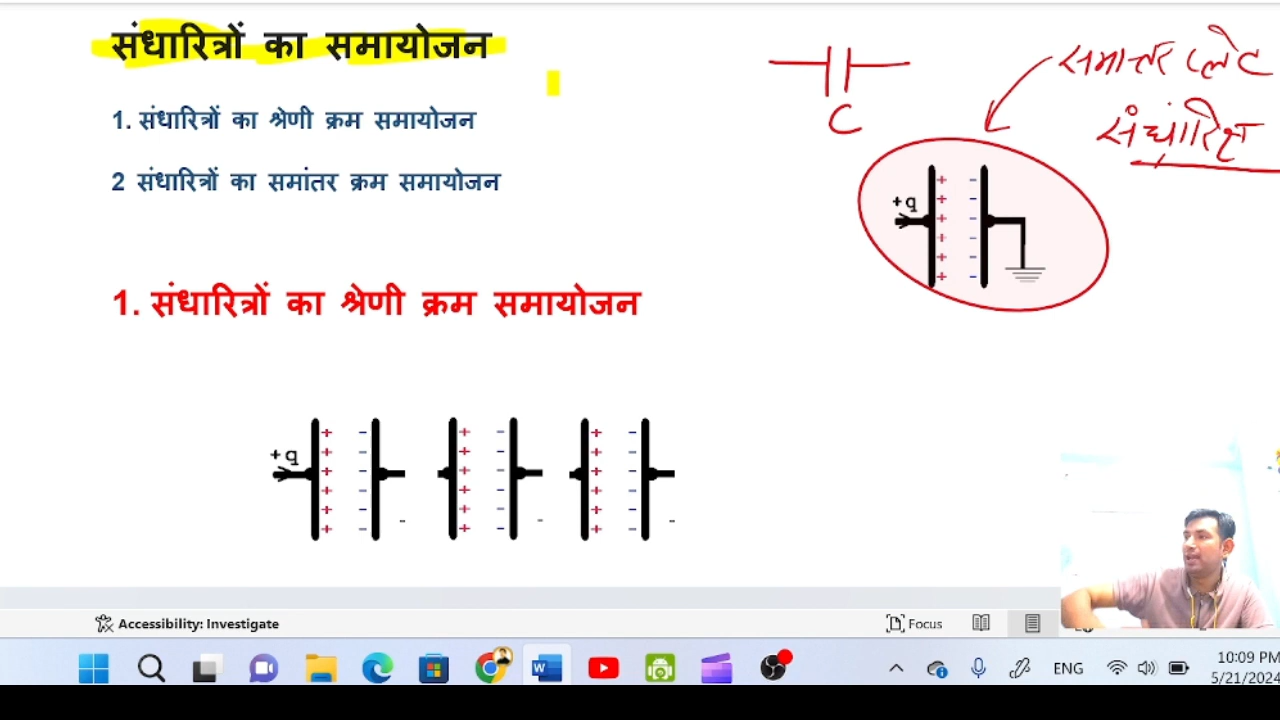 संधारित्रों का समायोजन
1. संधारित्रों का श्रेणी क्रम समायोजन
2 संधारित्रों का समांतर क्रम समायोजन
C
समान्तर प्लेट
संधारित्र
+q
1. संधारित्रों का श्रेणी क्रम समायोजन
+q
Accessibility: Investigate
Focus
ENG
10:09 PM
5/21/2024